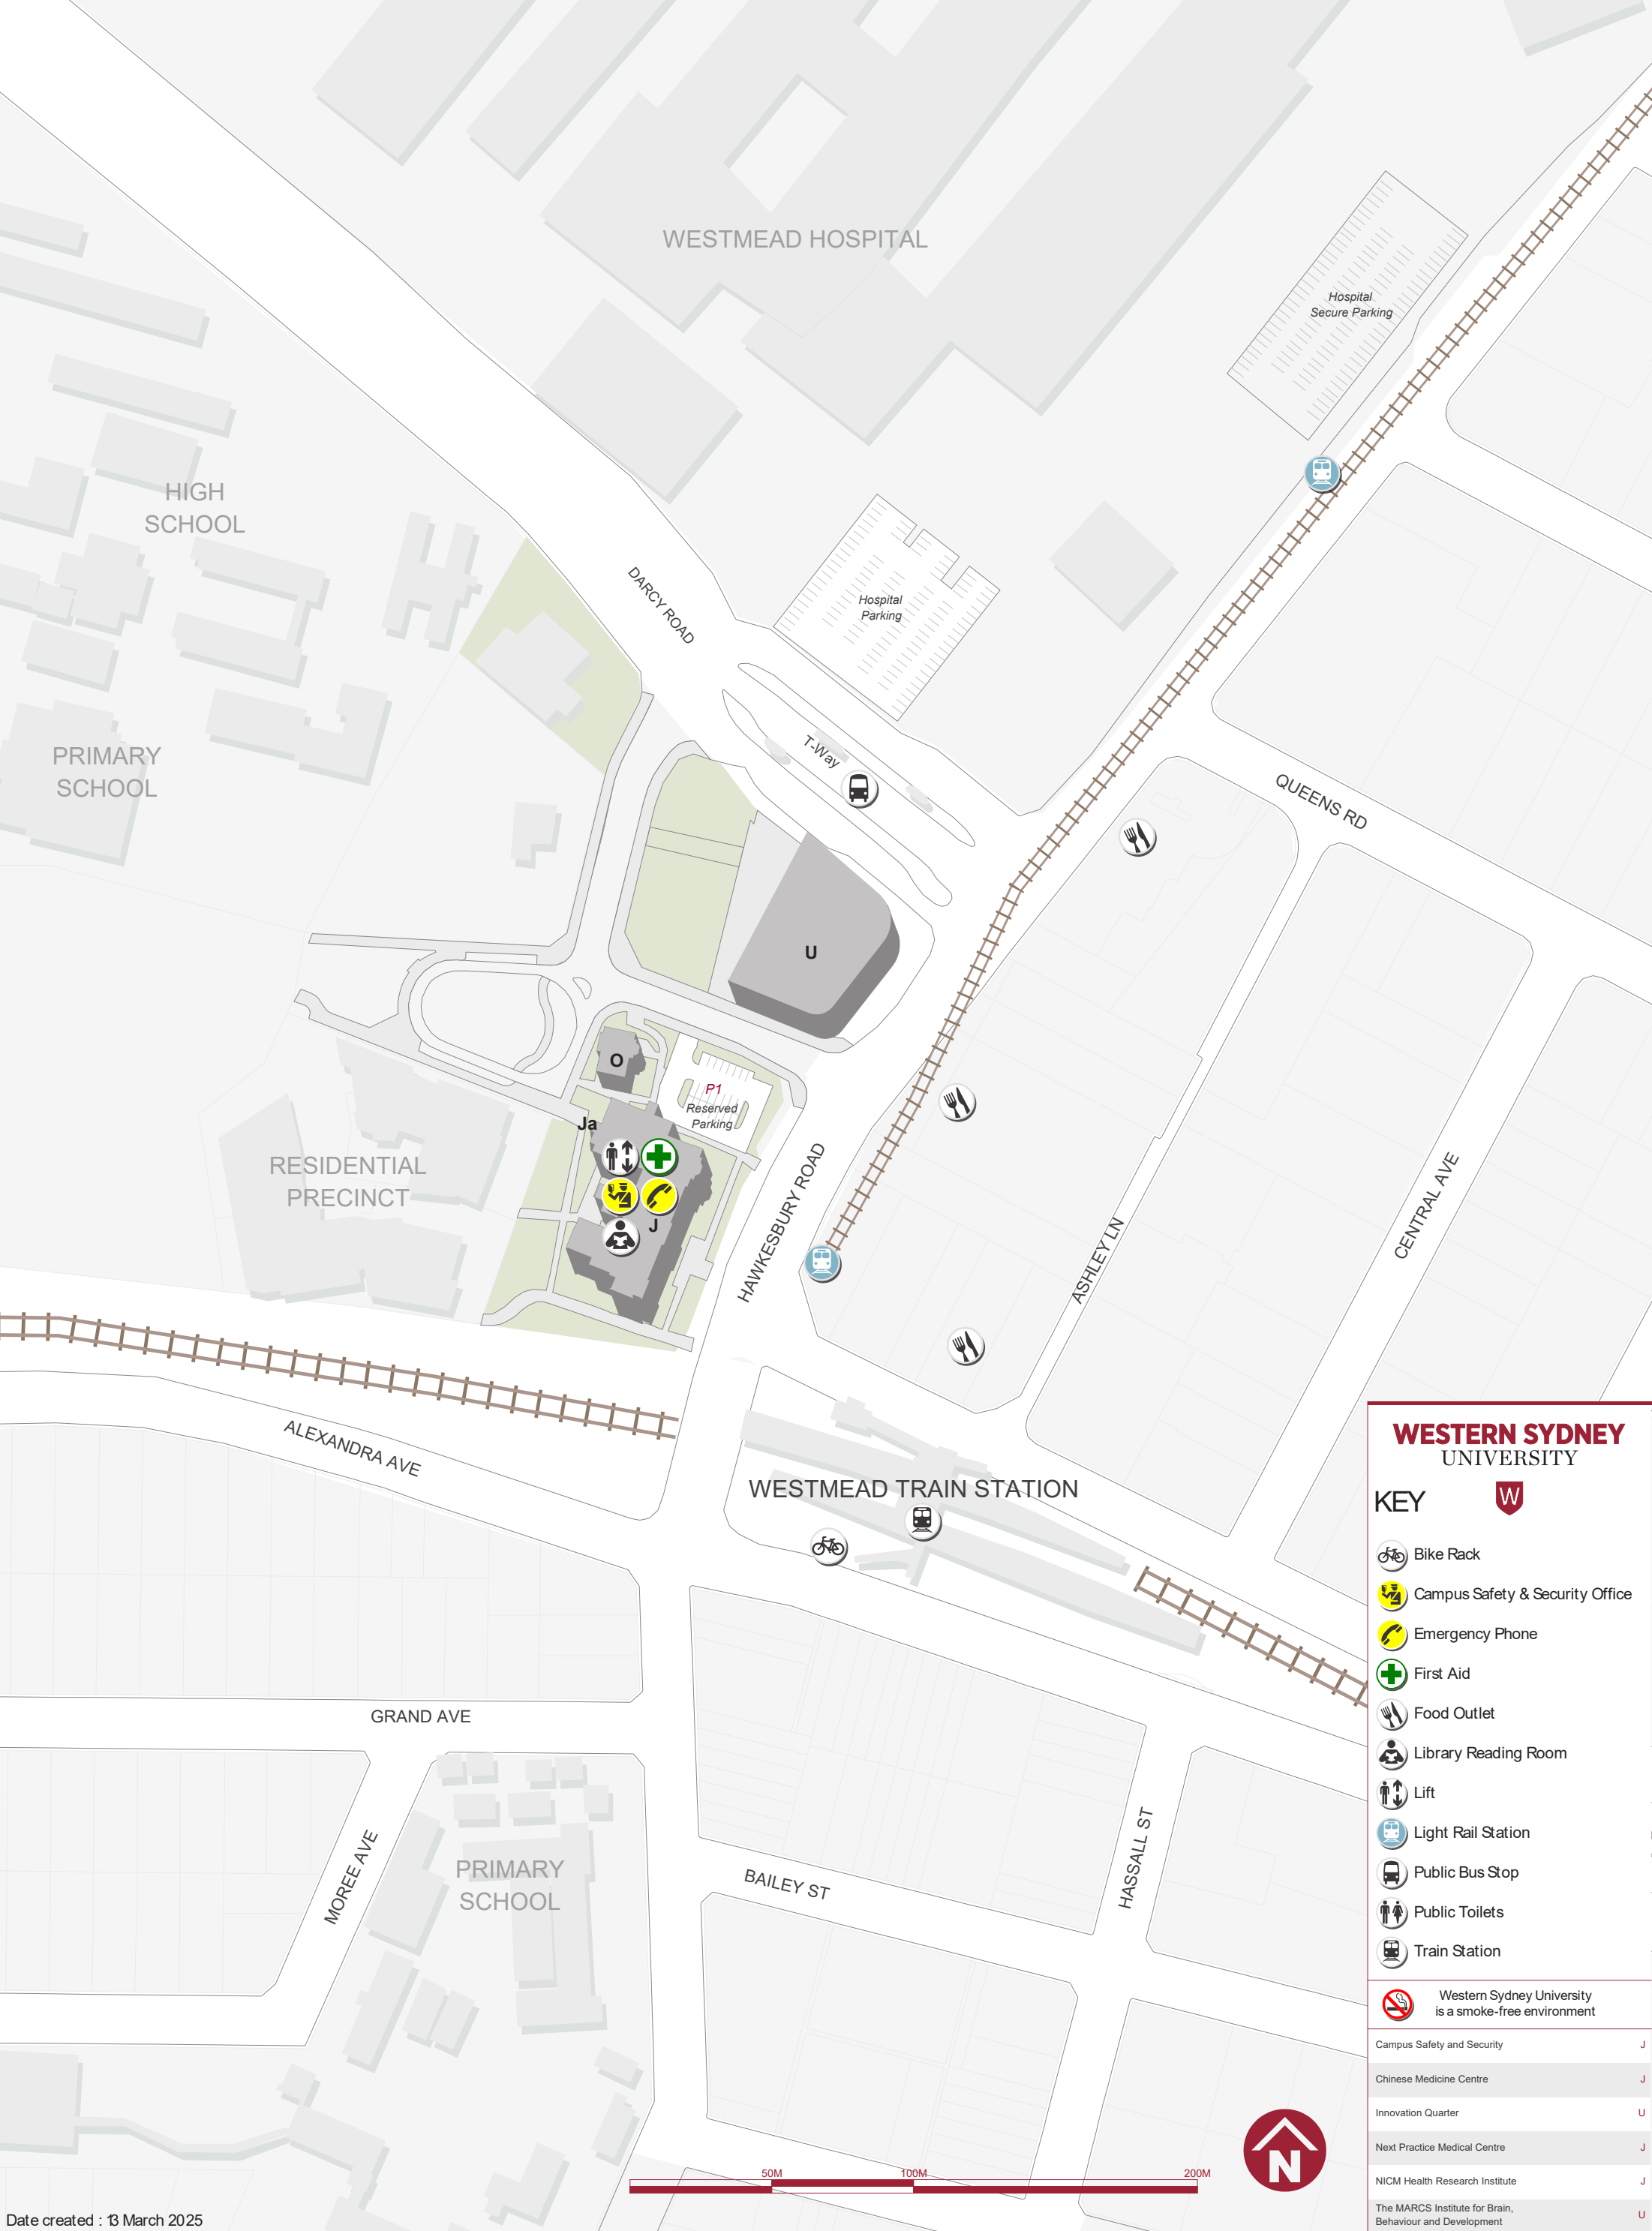 WESTMEAD HOSPITAL
Hospital
Secure Parking
HIGH
SCHOOL
DARCY ROAD
Hospital
Parking
PRIMARY
SCHOOL
T-Way
QUEENS RD
U
O
P1
Reserved
Parking
Ja
J
RESIDENTIAL
PRECINCT
HAWKESBURY ROAD
ASHLEY LN
CENTRAL AVE
ALEXANDRA AVE
WESTMEAD TRAIN STATION
GRAND AVE
MOREE AVE
PRIMARY
SCHOOL
BAILEY ST
HASSALL ST
WESTERN SYDNEY
UNIVERSITY
W
KEY
Bike Rack
Campus Safety & Security Office
Emergency Phone
First Aid
Food Outlet
Library Reading Room
Lift
Light Rail Station
Public Bus Stop
Public Toilets
Train Station
Western Sydney University
is a smoke-free environment
Campus Safety and Security J
Chinese Medicine Centre J
Innovation Quarter U
Next Practice Medical Centre J
NICM Health Research Institute J
The MARCS Institute for Brain,
Behaviour and Development U
50M 100M 200M
N
Date created : 13 March 2025